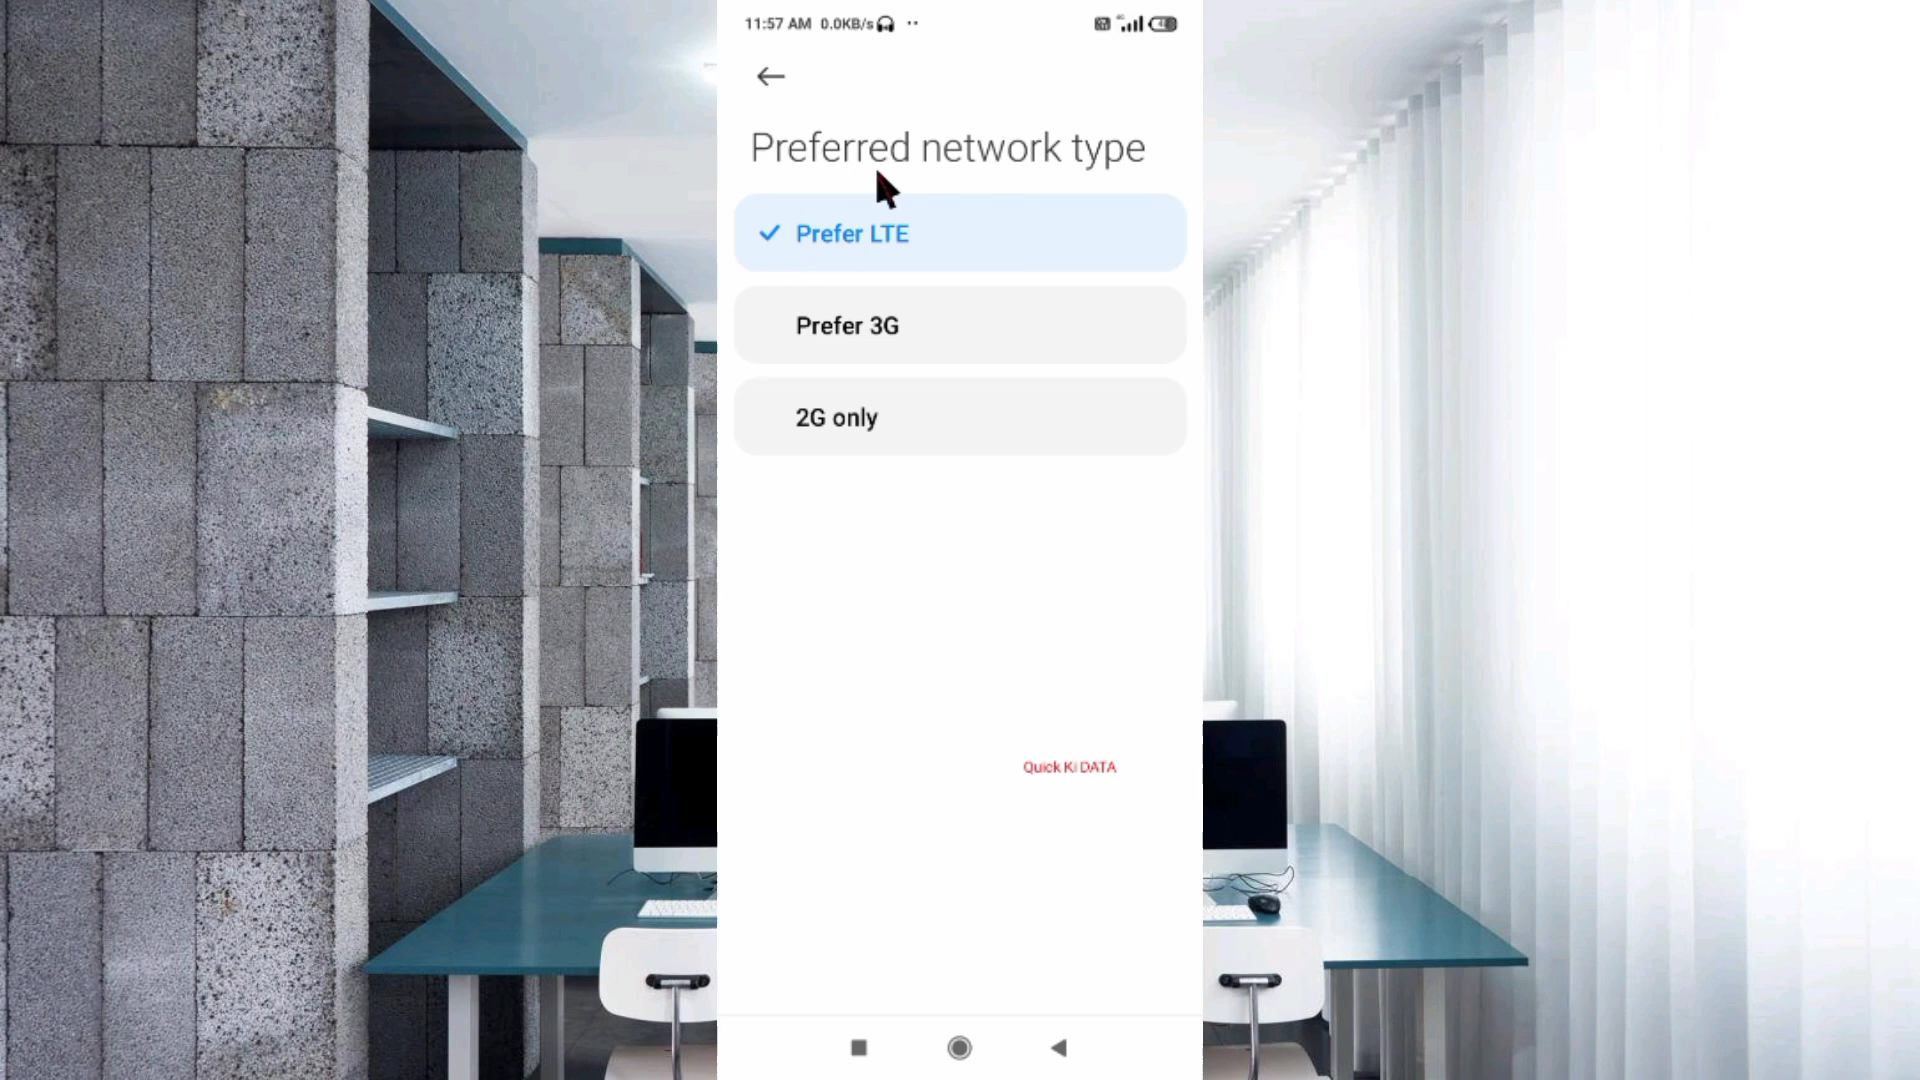 11:57 AM 0.0KB/s
Preferred network type
Prefer LTE
Prefer 3G
2G only
Quick Ki DATA